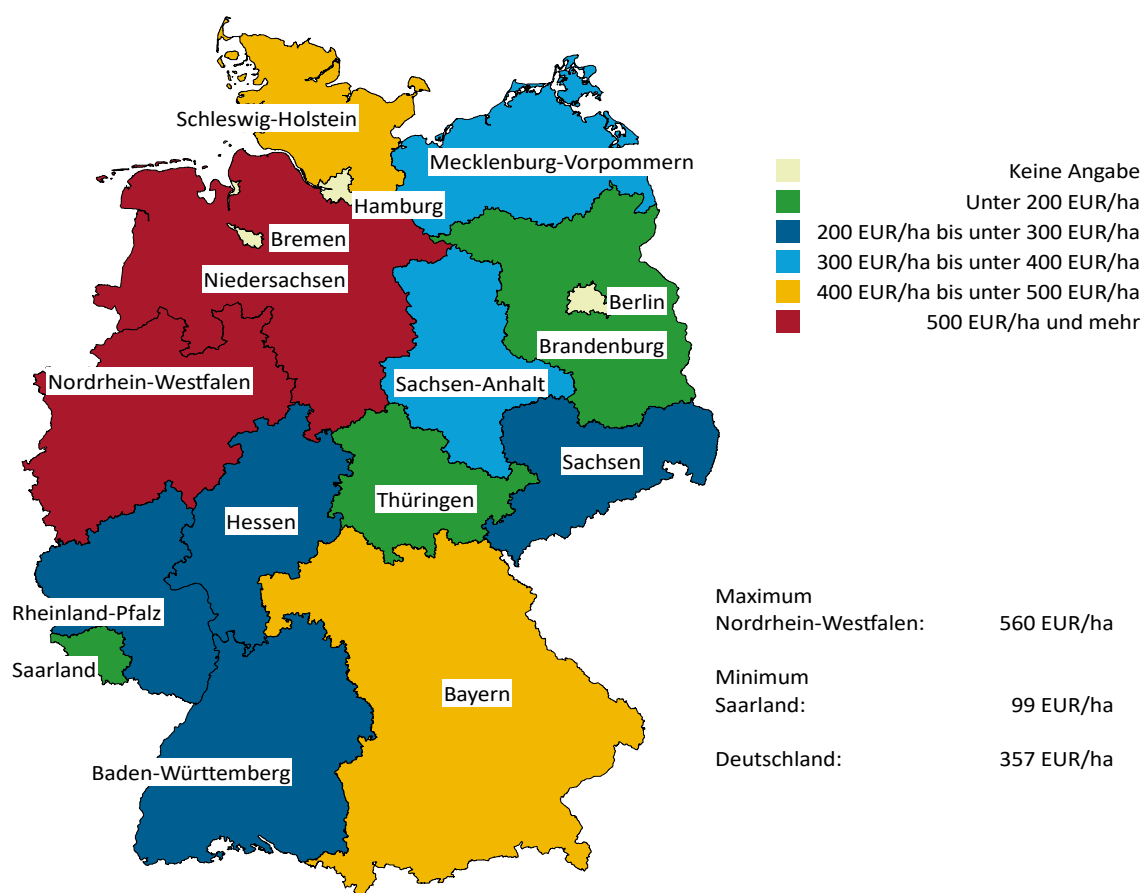 Schleswig-Holstein
Mecklenburg-Vorpommern
Hamburg
Bremen
Niedersachsen
Berlin
Brandenburg
Nordrhein-Westfalen
Sachsen-Anhalt
Sachsen
Thüringen
Hessen
Rheinland-Pfalz
Saarland
Bayern
Baden-Württemberg
Keine Angabe
Unter 200 EUR/ha
200 EUR/ha bis unter 300 EUR/ha
300 EUR/ha bis unter 400 EUR/ha
400 EUR/ha bis unter 500 EUR/ha
500 EUR/ha und mehr
Maximum
Nordrhein-Westfalen: 560 EUR/ha
Minimum
Saarland: 99 EUR/ha
Deutschland: 357 EUR/ha